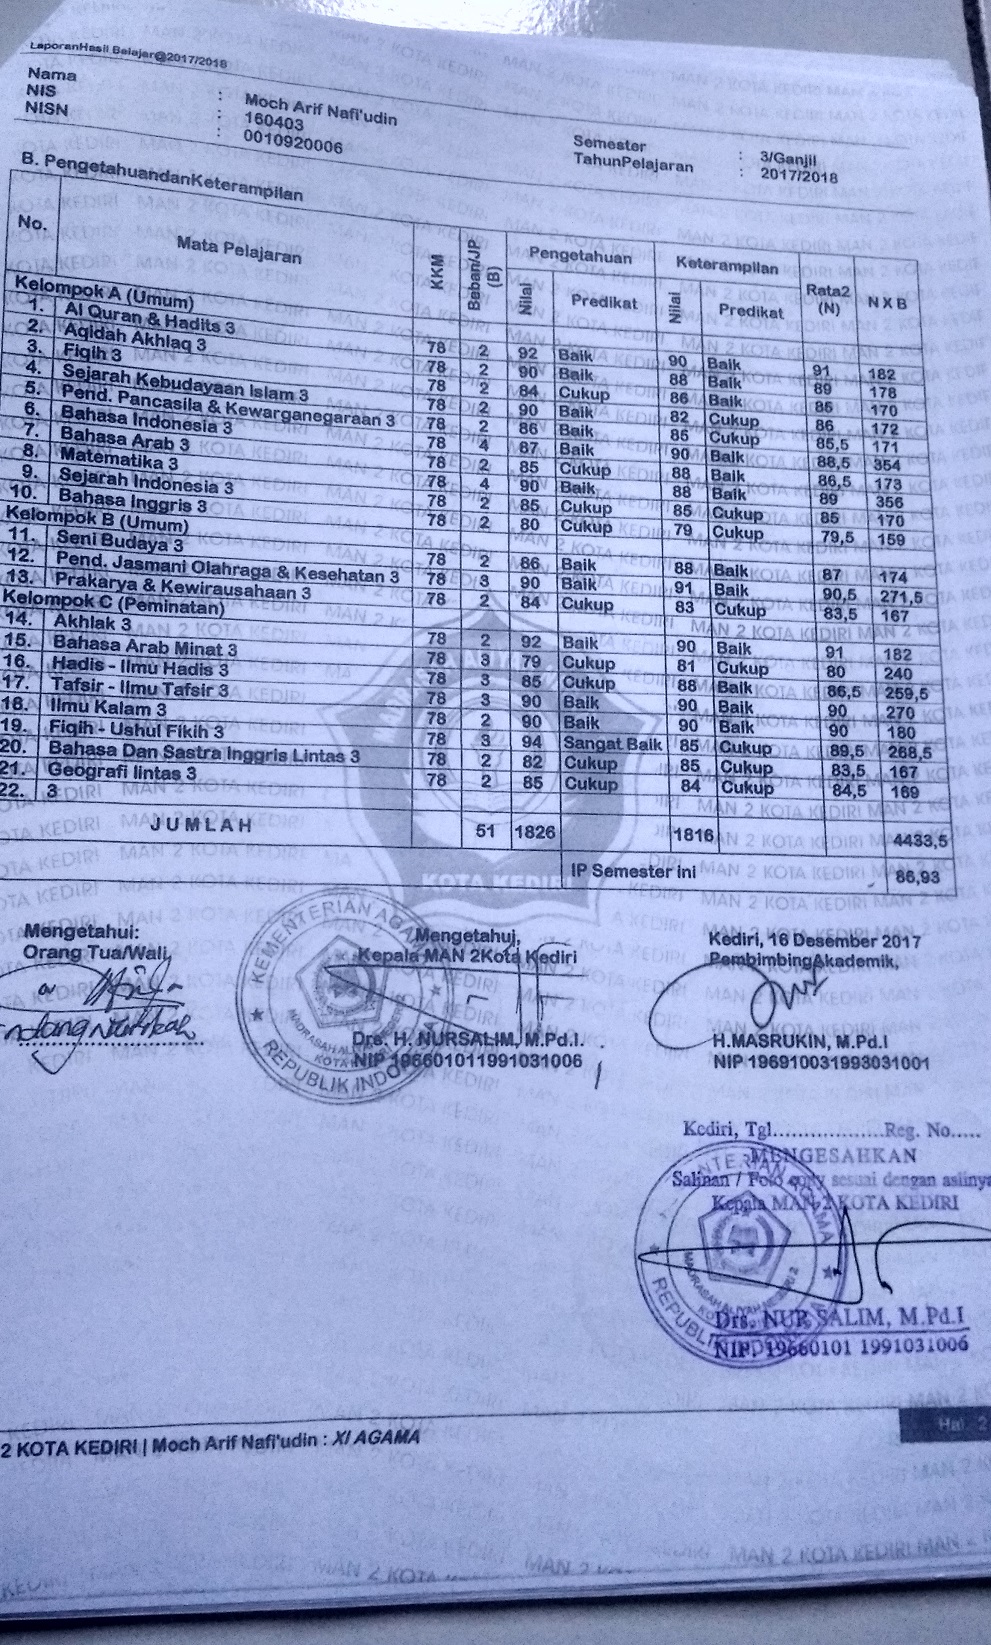 LaporanHasil Belajar@2017/2018
Nama : Moch Arif Nafi'udin
NIS : 160403
NISN : 0010920006
Semester : 3/Ganjil
TahunPelajaran : 2017/2018
B. PengetahuandanKeterampilan
No. Mata Pelajaran KKM Beban/JP (B) Pengetahuan Keterampilan Rata2 (N) N X B
Nilai Predikat Nilai Predikat
Kelompok A (Umum)
1. Al Quran & Hadits 3 78 2 92 Baik 90 Baik 91 182
2. Aqidah Akhlaq 3 78 2 90 Baik 88 Baik 89 178
3. Fiqih 3 78 2 84 Cukup 86 Baik 85 170
4. Sejarah Kebudayaan Islam 3 78 2 90 Baik 82 Cukup 86 172
5. Pend. Pancasila & Kewarganegaraan 3 78 2 86 Baik 85 Cukup 85,5 171
6. Bahasa Indonesia 3 78 4 87 Baik 90 Baik 88,5 354
7. Bahasa Arab 3 78 2 85 Cukup 88 Baik 86,5 173
8. Matematika 3 78 4 90 Baik 88 Baik 89 356
9. Sejarah Indonesia 3 78 2 85 Cukup 85 Cukup 85 170
10. Bahasa Inggris 3 78 2 80 Cukup 79 Cukup 79,5 159
Kelompok B (Umum)
11. Seni Budaya 3 78 2 86 Baik 88 Baik 87 174
12. Pend. Jasmani Olahraga & Kesehatan 3 78 3 90 Baik 91 Baik 90,5 271,5
13. Prakarya & Kewirausahaan 3 78 2 84 Cukup 83 Cukup 83,5 167
Kelompok C (Peminatan)
14. Akhlak 3 78 2 92 Baik 90 Baik 91 182
15. Bahasa Arab Minat 3 78 3 79 Cukup 81 Cukup 80 240
16. Hadis - Ilmu Hadis 3 78 3 85 Cukup 88 Baik 86,5 259,5
17. Tafsir - Ilmu Tafsir 3 78 3 90 Baik 90 Baik 90 270
18. Ilmu Kalam 3 78 2 90 Baik 90 Baik 90 180
19. Fiqih - Ushul Fikih 3 78 3 94 Sangat Baik 85 Cukup 89,5 268,5
20. Bahasa Dan Sastra Inggris Lintas 3 78 2 82 Cukup 85 Cukup 83,5 167
21. Geografi lintas 3 78 2 85 Cukup 84 Cukup 84,5 169
22. 3
JUMLAH 51 1826 1816 4433,5
IP Semester ini 86,93
KOTA KEDIRI
Mengetahui:
Orang Tua/Wali,
Mengetahui,
Kepala MAN 2Kota Kediri
Drs. H. NURSALIM, M.Pd.I.
NIP 196601011991031006
Kediri, 16 Desember 2017
PembimbingAkademik,
H.MASRUKIN, M.Pd.I
NIP 196910031993031001
KEMENTERIAN AGAMA
REPUBLIK INDONESIA
Kediri, Tgl..................Reg. No.....
MENGESAHKAN
Salinan / Foto copy sesuai dengan aslinya
Kepala MAN 2 KOTA KEDIRI
Drs. NUR SALIM, M.Pd.I
NIP. 19660101 1991031006
2 KOTA KEDIRI | Moch Arif Nafi'udin : XI AGAMA
Hal. 2